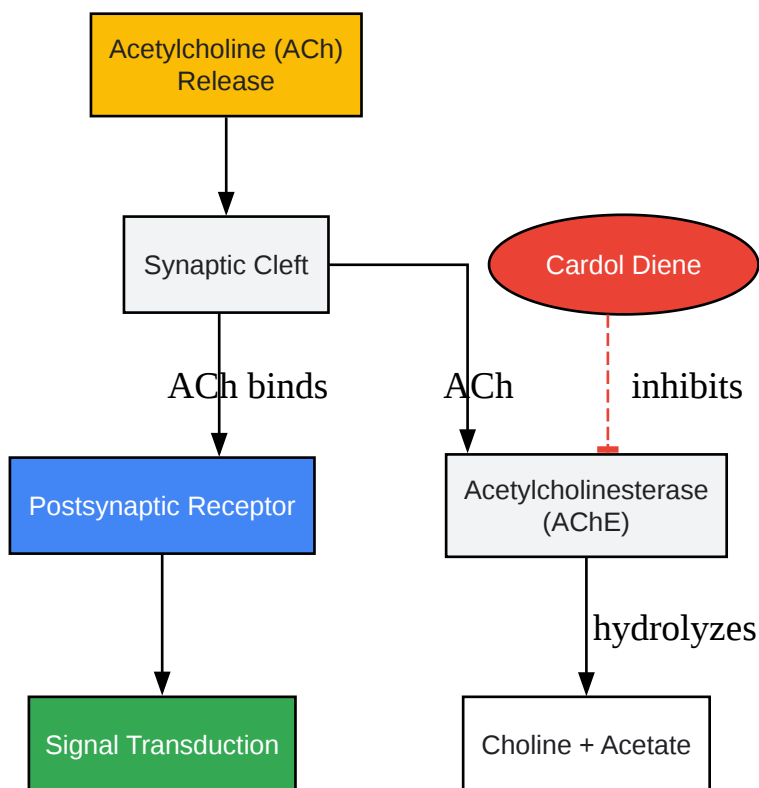 Acetylcholine (ACh)
Release
Synaptic Cleft
Cardol Diene
ACh binds
ACh
inhibits
Postsynaptic Receptor
Acetylcholinesterase
(AChE)
hydrolyzes
Signal Transduction
Choline + Acetate